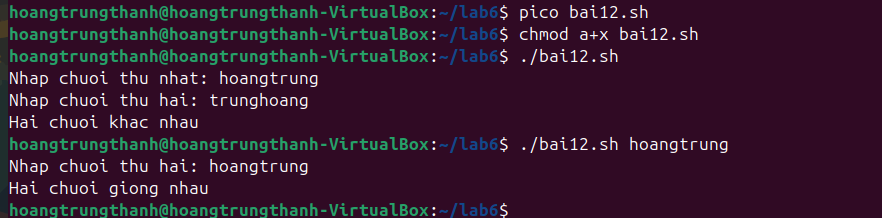 hoangtrungthanh@hoangtrungthanh-VirtualBox:~/lab6$ pico bai12.sh
hoangtrungthanh@hoangtrungthanh-VirtualBox:~/lab6$ chmod a+x bai12.sh
hoangtrungthanh@hoangtrungthanh-VirtualBox:~/lab6$ ./bai12.sh
Nhap chuoi thu nhat: hoangtrung
Nhap chuoi thu hai: trunghoang
Hai chuoi khac nhau
hoangtrungthanh@hoangtrungthanh-VirtualBox:~/lab6$ ./bai12.sh hoangtrung
Nhap chuoi thu hai: hoangtrung
Hai chuoi giong nhau
hoangtrungthanh@hoangtrungthanh-VirtualBox:~/lab6$